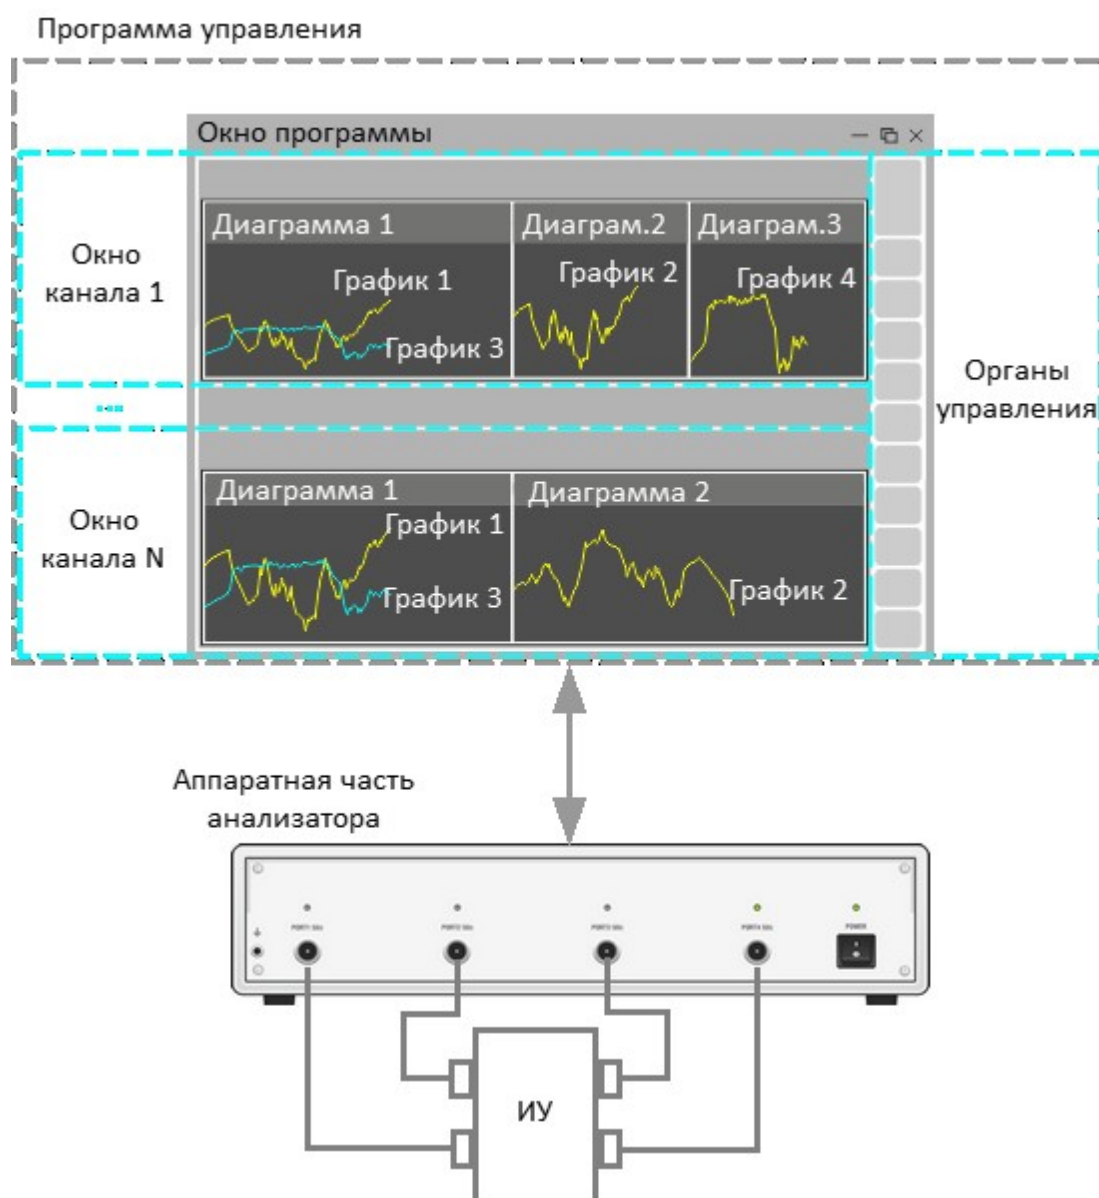 Программа управления
Окно программы
Окно
канала 1
Диаграмма 1
Диаграм.2
Диаграм.3
График 1
График 3
График 2
График 4
Органы
управления
Окно
канала N
Диаграмма 1
График 1
График 3
Диаграмма 2
График 2
Аппаратная часть
анализатора
POWER
ИУ